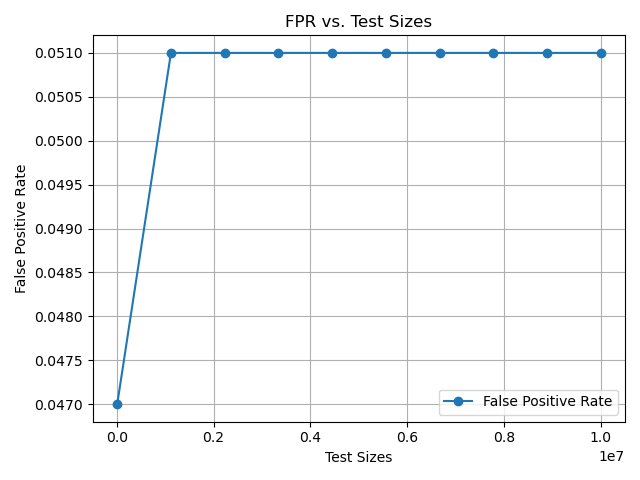 FPR vs. Test Sizes
False Positive Rate
0.0510
0.0505
0.0500
0.0495
0.0490
0.0485
0.0480
0.0475
0.0470
False Positive Rate
0.0 0.2 0.4 0.6 0.8 1.0
1e7
Test Sizes